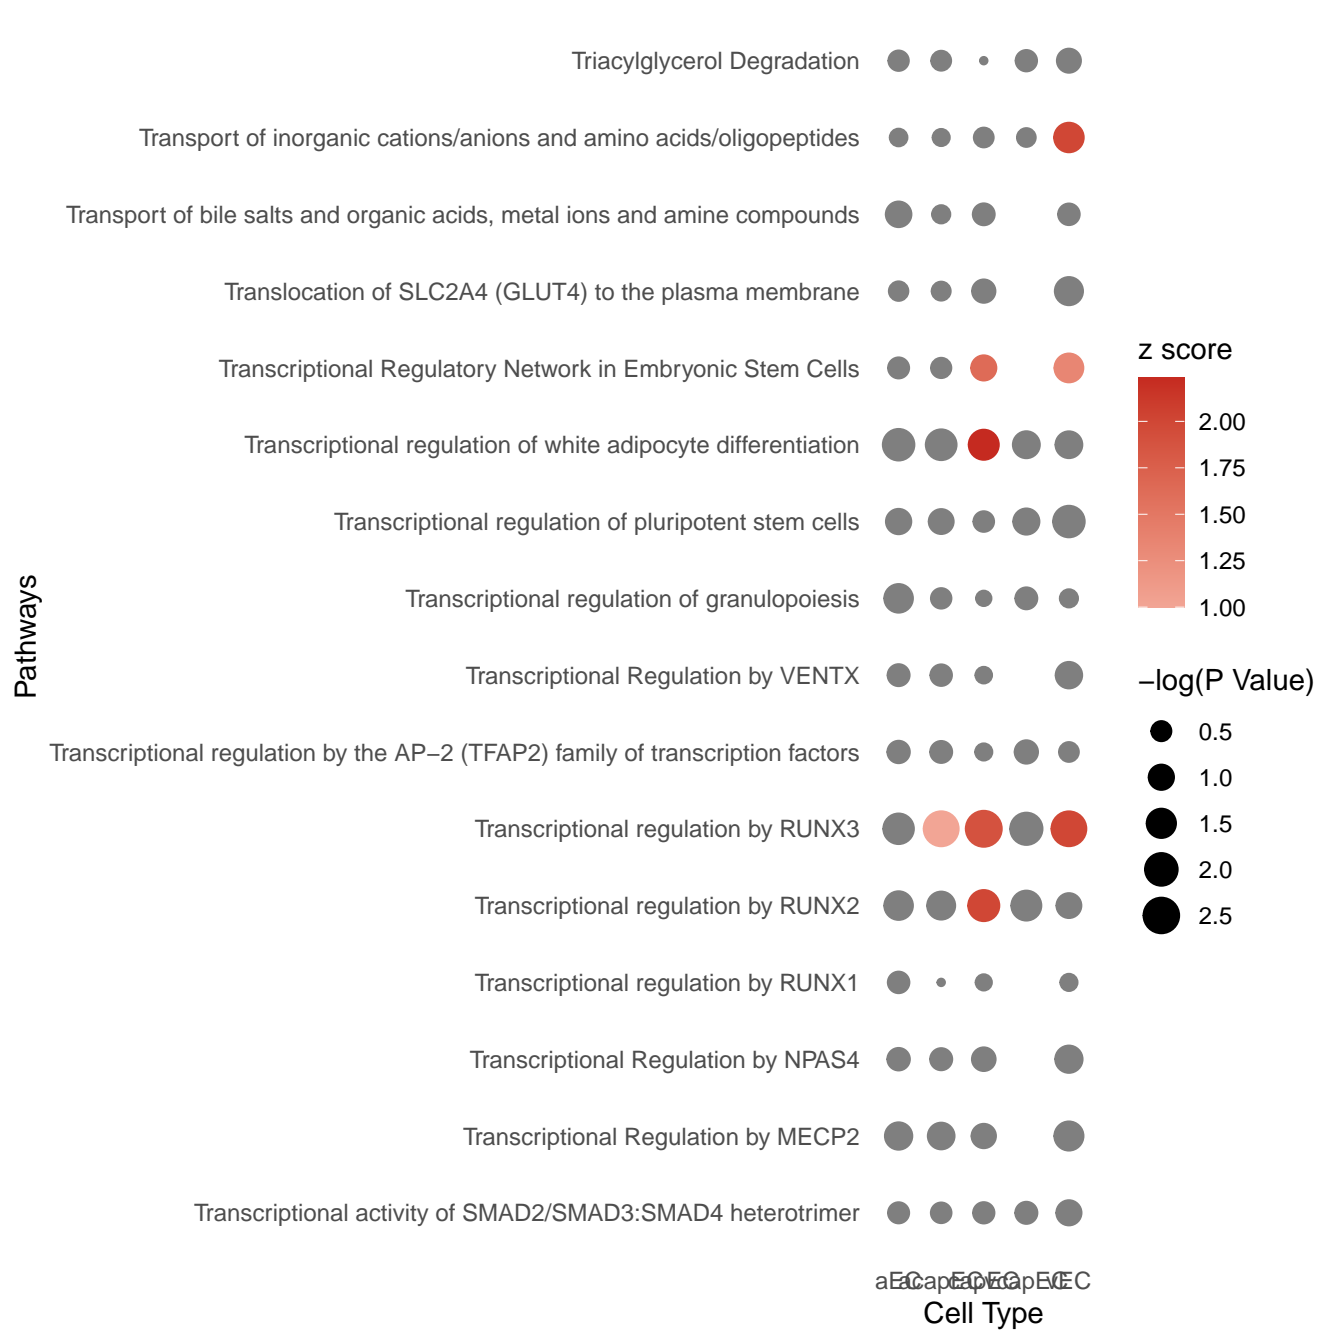 Triacylglycerol Degradation
Transport of inorganic cations/anions and amino acids/oligopeptides
Transport of bile salts and organic acids, metal ions and amine compounds
Translocation of SLC2A4 (GLUT4) to the plasma membrane
Transcriptional Regulatory Network in Embryonic Stem Cells
Transcriptional regulation of white adipocyte differentiation
Transcriptional regulation of pluripotent stem cells
Transcriptional regulation of granulopoiesis
Transcriptional Regulation by VENTX
Transcriptional regulation by the AP−2 (TFAP2) family of transcription factors
Transcriptional regulation by RUNX3
Transcriptional regulation by RUNX2
Transcriptional regulation by RUNX1
Transcriptional Regulation by NPAS4
Transcriptional Regulation by MECP2
Transcriptional activity of SMAD2/SMAD3:SMAD4 heterotrimer
Pathways
aEC acapEC capEC vcapEC vEC
Cell Type
z score
2.00
1.75
1.50
1.25
1.00
−log(P Value)
0.5
1.0
1.5
2.0
2.5